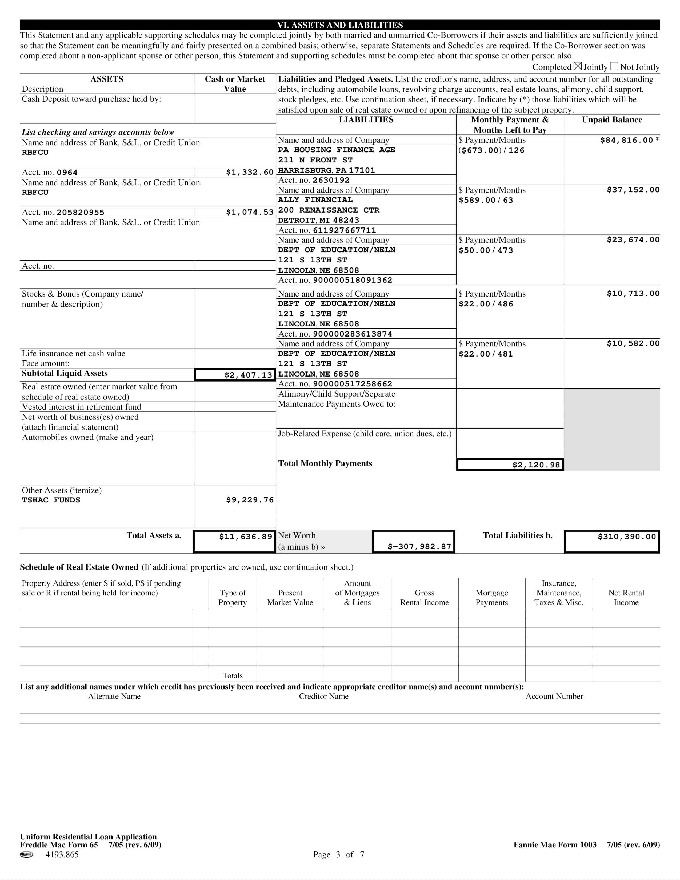 VI. ASSETS AND LIABILITIES
This Statement and any applicable supporting schedules may be completed jointly by both married and unmarried Co-Borrowers if their assets and liabilities are sufficiently joined
so that the Statement can be meaningfully and fairly presented on a combined basis; otherwise, separate Statements and Schedules are required. If the Co-Borrower section was
completed about a non-applicant spouse or other person, this Statement and supporting schedules must be completed about that spouse or other person also
Completed ☒ Jointly ☐ Not Jointly
ASSETS
Description
Cash or Market
Value
Cash Deposit toward purchase held by:
List checking and savings accounts below
Name and address of Bank, S&L, or Credit Union
RBFCU
Acct. no. 0964 $1,332.60
Name and address of Bank, S&L, or Credit Union
RBFCU
Acct. no. 205820955 $1,074.53
Name and address of Bank, S&L, or Credit Union
Acct. no.
Stocks & Bonds (Company name/
number & description)
Life insurance net cash value
Face amount:
Subtotal Liquid Assets $2,407.13
Real estate owned (enter market value from
schedule of real estate owned)
Vested interest in retirement fund
Net worth of business(es) owned
(attach financial statement)
Automobiles owned (make and year)
Other Assets (itemize)
TSHAC FUNDS $9,229.76
Total Assets a. $11,636.89
Liabilities and Pledged Assets. List the creditor's name, address, and account number for all outstanding
debts, including automobile loans, revolving charge accounts, real estate loans, alimony, child support,
stock pledges, etc. Use continuation sheet, if necessary. Indicate by (*) those liabilities which will be
satisfied upon sale of real estate owned or upon refinancing of the subject property.
LIABILITIES
Monthly Payment &
Months Left to Pay
Unpaid Balance
Name and address of Company $ Payment/Months $84,816.00*
PA HOUSING FINANCE AGE ($673.00)/126
211 N FRONT ST
HARRISBURG, PA 17101
Acct. no. 2630192
Name and address of Company $ Payment/Months $37,152.00
ALLY FINANCIAL $589.00/63
200 RENAISSANCE CTR
DETROIT, MI 48243
Acct. no. 611927667711
Name and address of Company $ Payment/Months $23,674.00
DEPT OF EDUCATION/NELN $50.00/473
121 S 13TH ST
LINCOLN, NE 68508
Acct. no. 900000518091362
Name and address of Company $ Payment/Months $10,713.00
DEPT OF EDUCATION/NELN $22.00/486
121 S 13TH ST
LINCOLN, NE 68508
Acct. no. 900000283613874
Name and address of Company $ Payment/Months $10,582.00
DEPT OF EDUCATION/NELN $22.00/481
121 S 13TH ST
LINCOLN, NE 68508
Acct. no. 900000517258662
Alimony/Child Support/Separate
Maintenance Payments Owed to:
Job-Related Expense (child care, union dues, etc.)
Total Monthly Payments $2,120.98
Net Worth
(a minus b) » $-307,982.87
Total Liabilities b. $310,390.00
Schedule of Real Estate Owned (If additional properties are owned, use continuation sheet.)
Property Address (enter S if sold, PS if pending
sale or R if rental being held for income)
Type of
Property
Present
Market Value
Amount
of Mortgages
& Liens
Gross
Rental Income
Mortgage
Payments
Insurance,
Maintenance,
Taxes & Misc.
Net Rental
Income
Totals
List any additional names under which credit has previously been received and indicate appropriate creditor name(s) and account number(s):
Alternate Name Creditor Name Account Number
Uniform Residential Loan Application
Freddie Mac Form 65 7/05 (rev. 6/09) Fannie Mae Form 1003 7/05 (rev. 6/09)
4193.865 Page 3 of 7